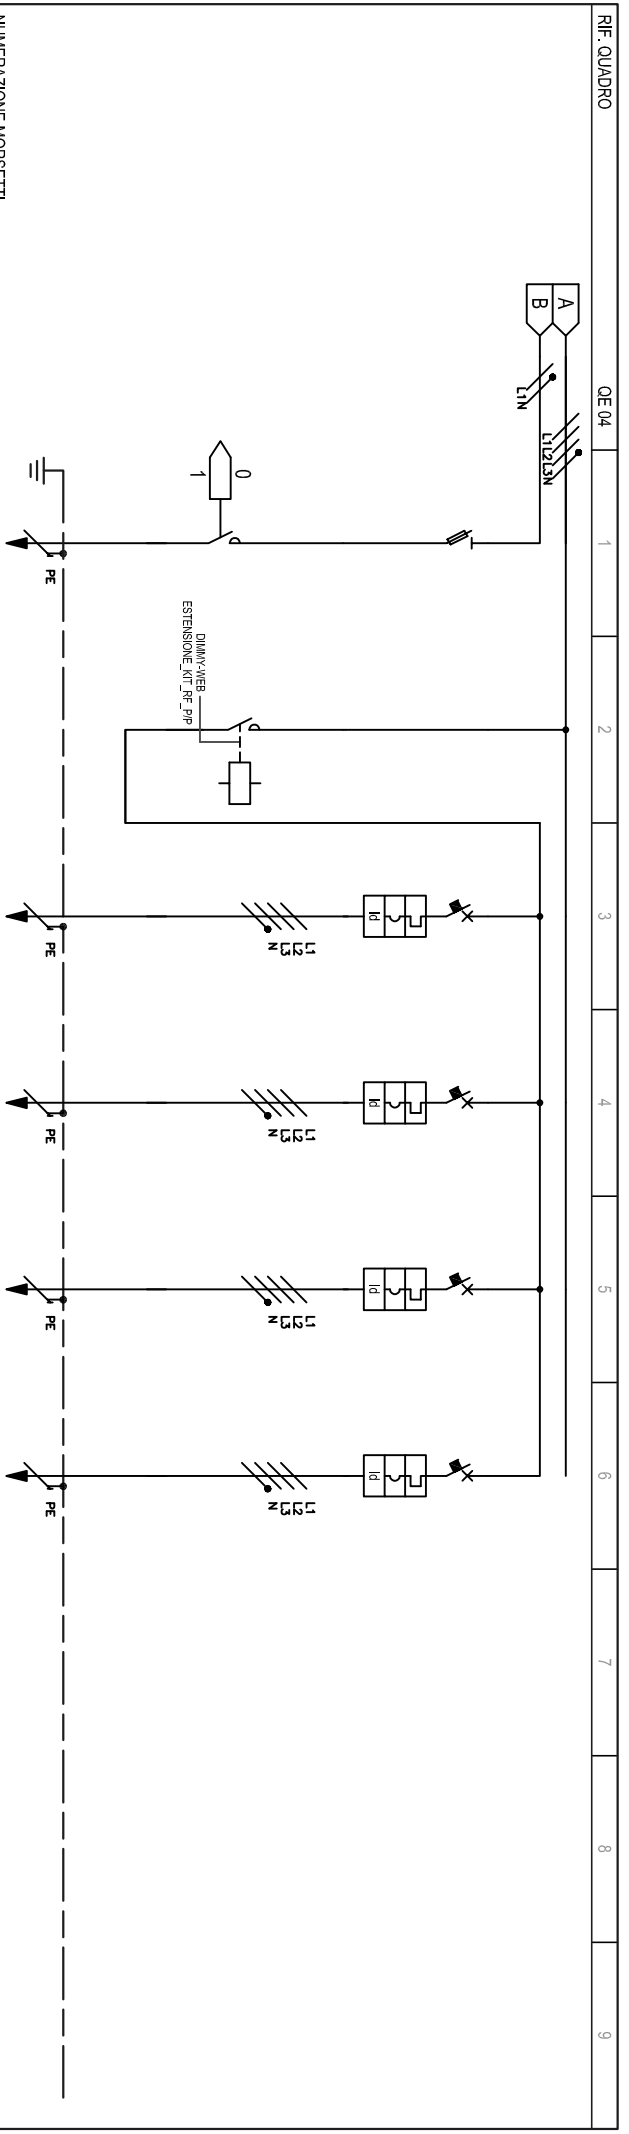 RIF. QUADRO
QE 04
1
2
3
4
5
6
7
8
9
A
B
L1L2L3N
L1N
0
1
DIMMY-WEB
ESTENSIONE_KIT_RF_P/P
Id
Id
Id
Id
L1
L2
L3
N
L1
L2
L3
N
L1
L2
L3
N
L1
L2
L3
N
PE
PE
PE
PE
PE
NUMERAZIONE MORSETTI